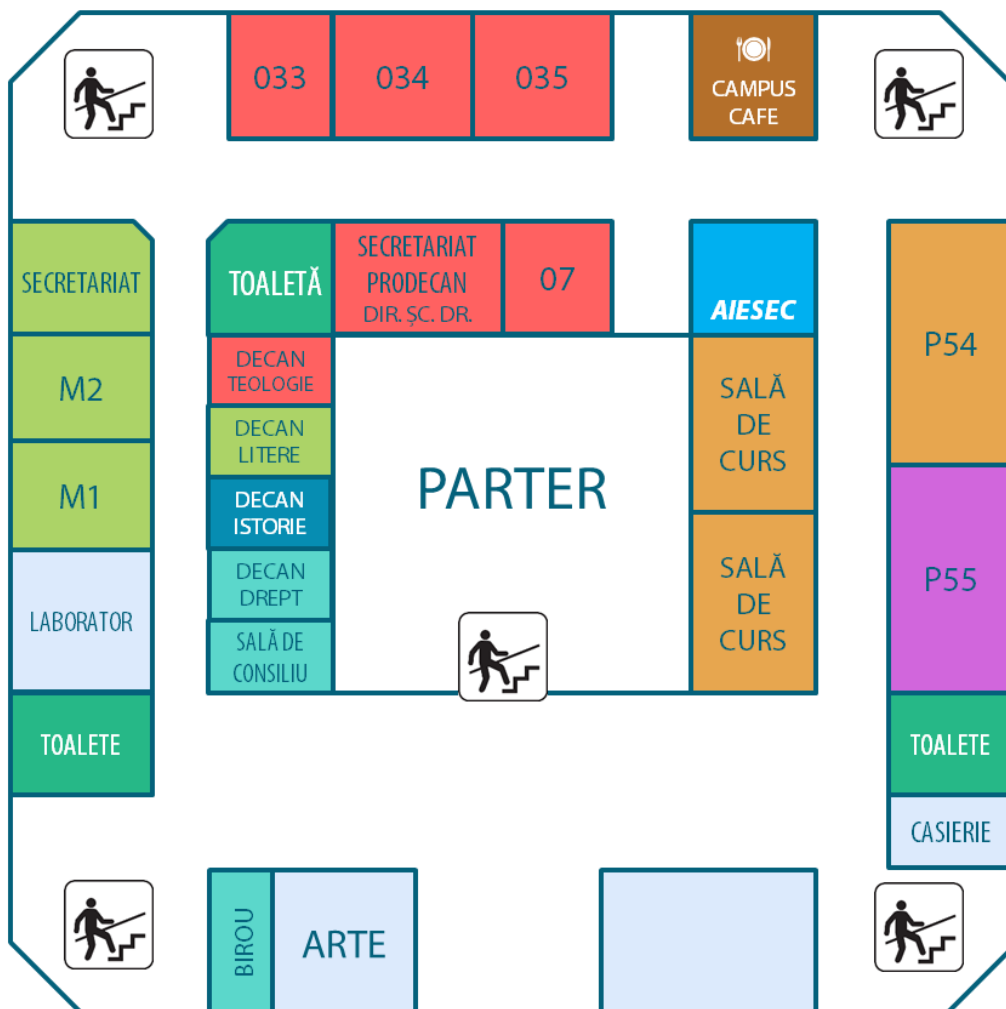 033
034
035
CAMPUS
CAFE
SECRETARIAT
M2
M1
LABORATOR
TOALETE
TOALETĂ
SECRETARIAT
PRODECAN
DIR. ȘC. DR.
07
DECAN
TEOLOGIE
DECAN
LITERE
DECAN
ISTORIE
DECAN
DREPT
SALĂ DE
CONSILIU
PARTER
AIESEC
SALĂ
DE
CURS
SALĂ
DE
CURS
P54
P55
TOALETE
CASIERIE
BIROU
ARTE